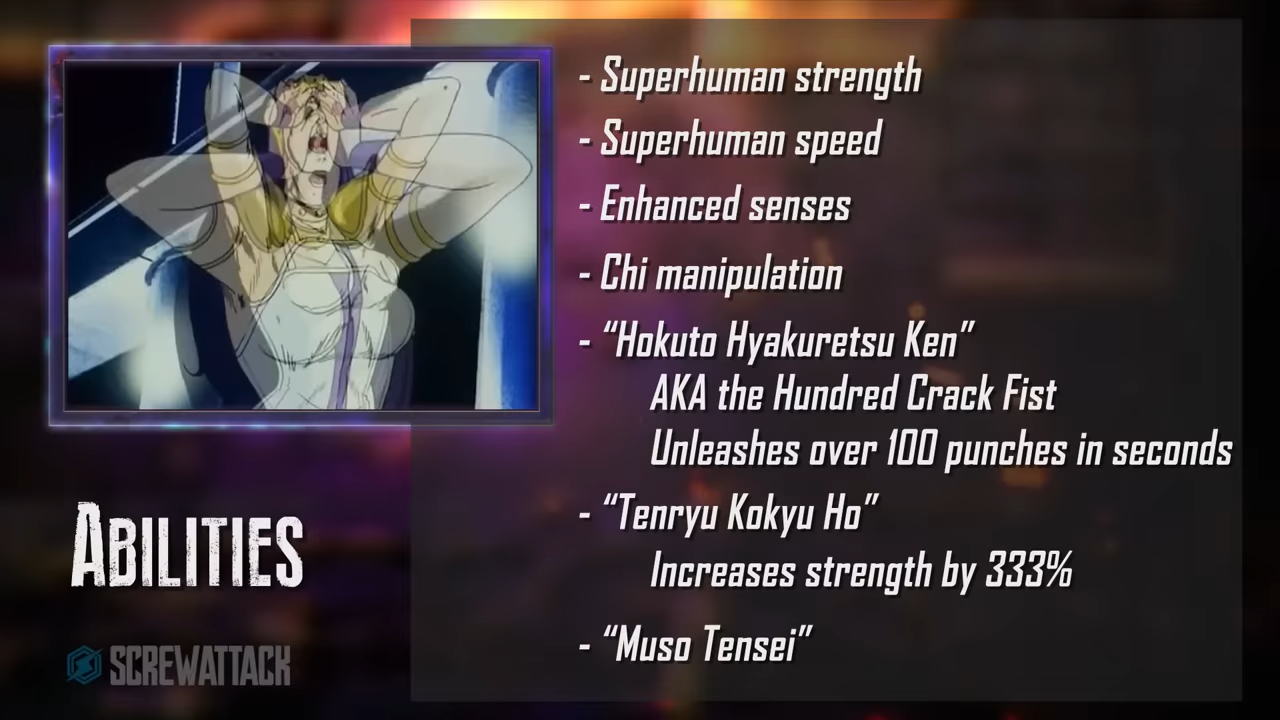 - Superhuman strength
- Superhuman speed
- Enhanced senses
- Chi manipulation
- “Hokuto Hyakuretsu Ken”
AKA the Hundred Crack Fist
Unleashes over 100 punches in seconds
- “Tenryu Kokyu Ho”
Increases strength by 333%
- “Muso Tensei”
ABILITIES
SCREWATTACK